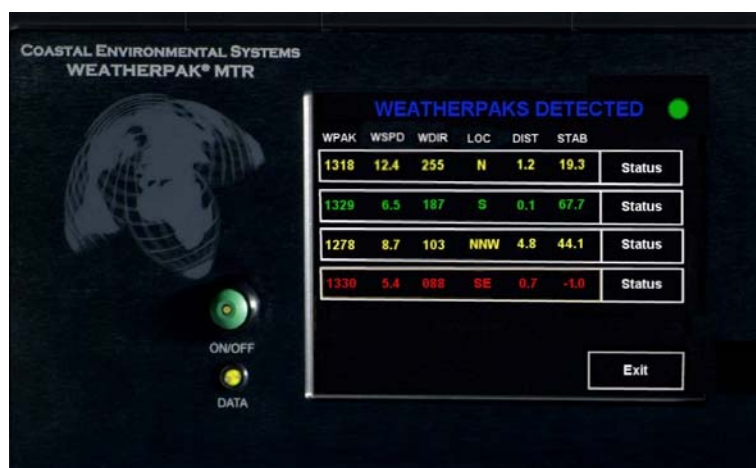 COASTAL ENVIRONMENTAL SYSTEMS
WEATHERPAK® MTR
WEATHERPAKS DETECTED
WPAK WSPD WDIR LOC DIST STAB
1318 12.4 255 N 1.2 19.3 Status
1329 6.5 187 S 0.1 67.7 Status
1278 8.7 103 NNW 4.8 44.1 Status
1330 5.4 088 SE 0.7 -1.0 Status
Exit
ON/OFF
DATA